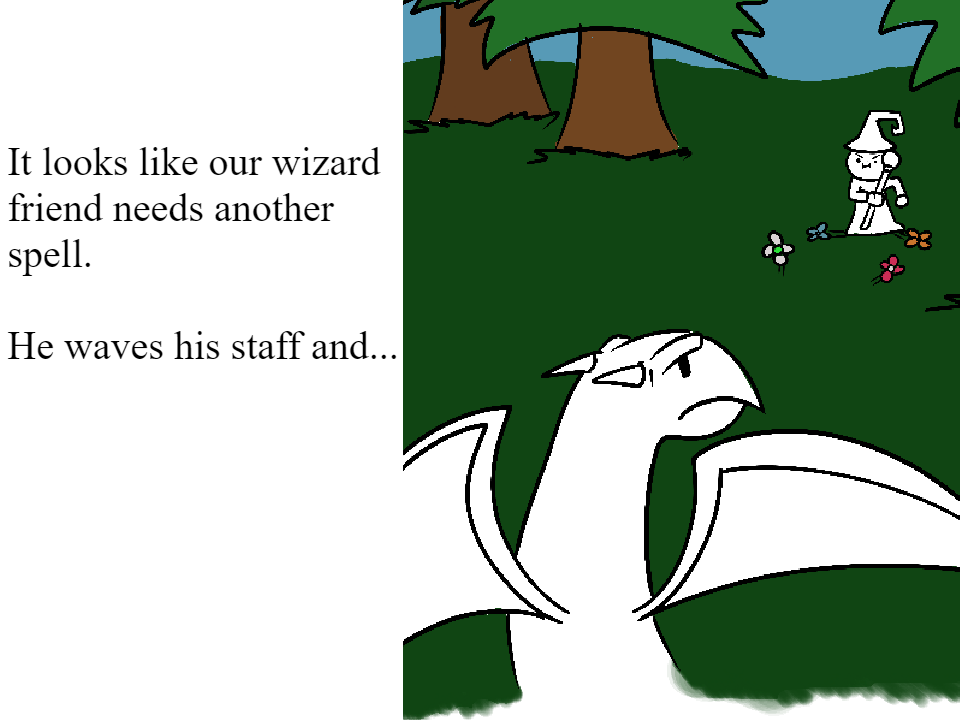 It looks like our wizard
friend needs another
spell.
He waves his staff and...